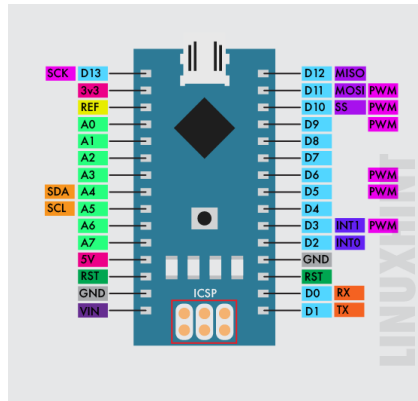 SCK D13 D12 MISO
3v3 D11 MOSI PWM
REF D10 SS PWM
A0 D9 PWM
A1 D8
A2 D7
A3 D6 PWM
SDA A4 D5 PWM
SCL A5 D4
A6 D3 INT1 PWM
A7 D2 INT0
5V GND
RST RST
GND ICSP D0 RX
VIN D1 TX
LINUXHINT